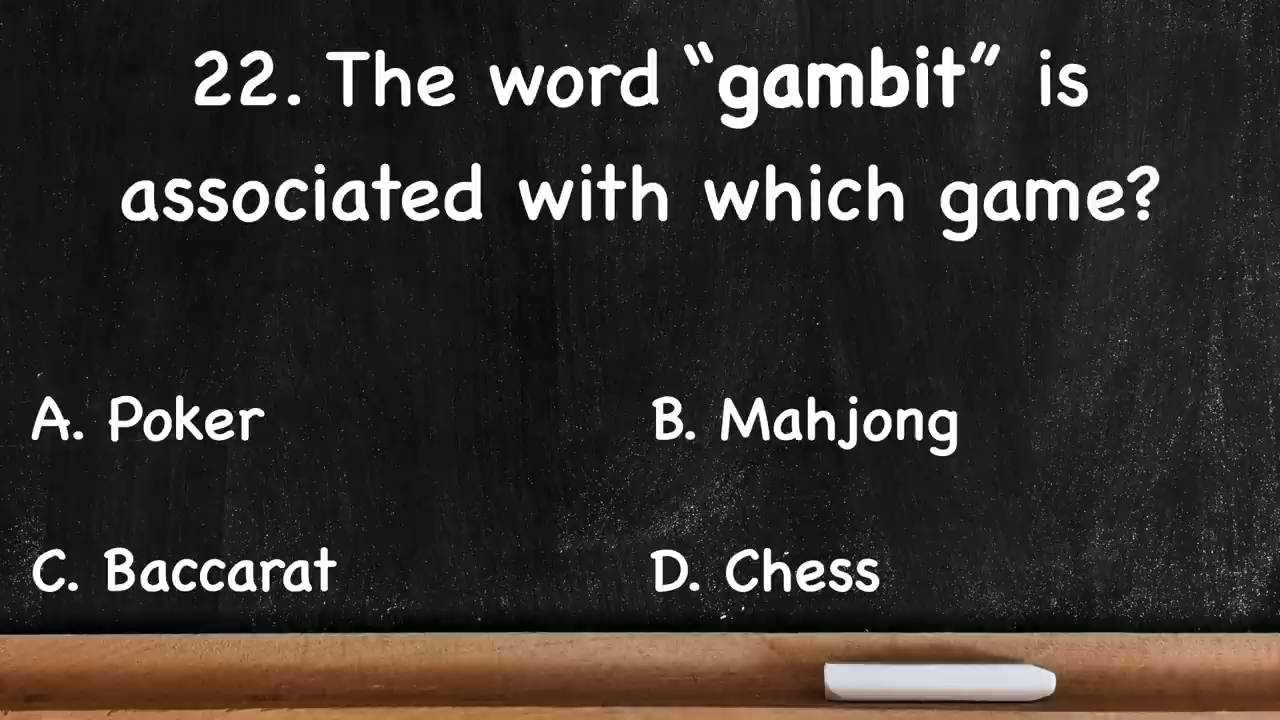 22. The word “gambit” is
associated with which game?
A. Poker
B. Mahjong
C. Baccarat
D. Chess